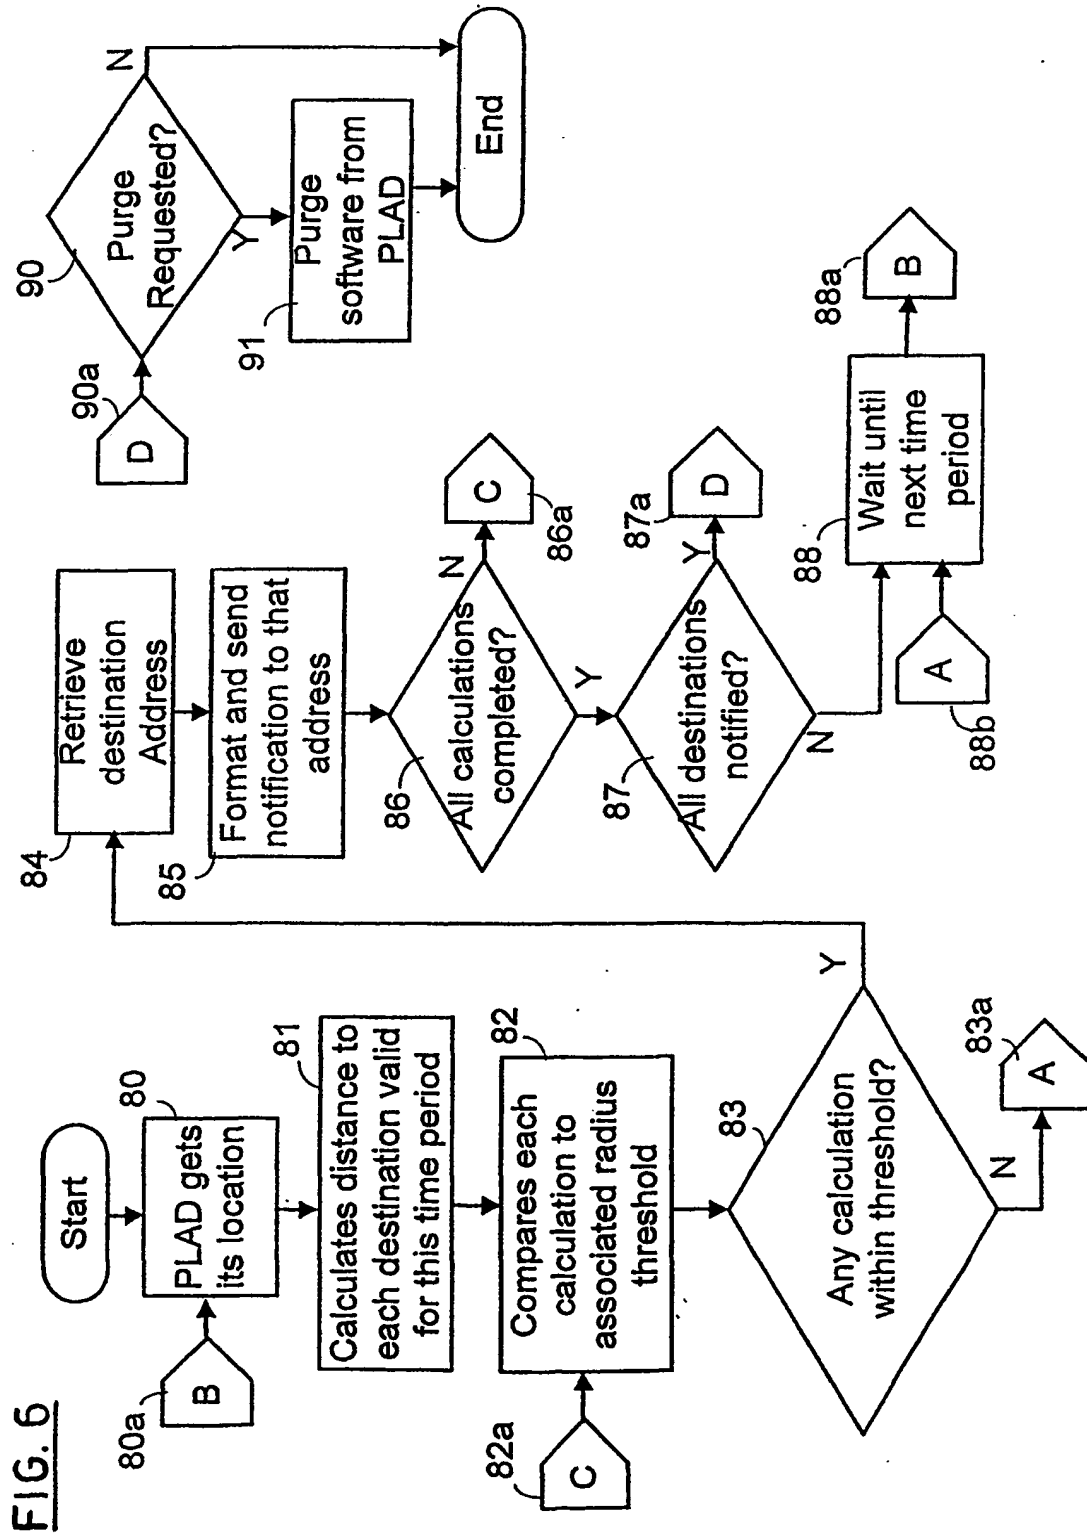 FIG. 6
Start
80
PLAD gets
its location
80a
B
81
Calculates distance to
each destination valid
for this time period
82
Compares each
calculation to
associated radius
threshold
82a
C
83
Any calculation
within threshold?
Y
N
83a
A
84
Retrieve
destination
Address
85
Format and send
notification to that
address
86
All calculations
completed?
N
86a
C
Y
87
All destinations
notified?
Y
87a
D
N
88
Wait until
next time
period
88a
B
88b
A
90a
D
90
Purge
Requested?
N
Y
91
Purge
software from
PLAD
End